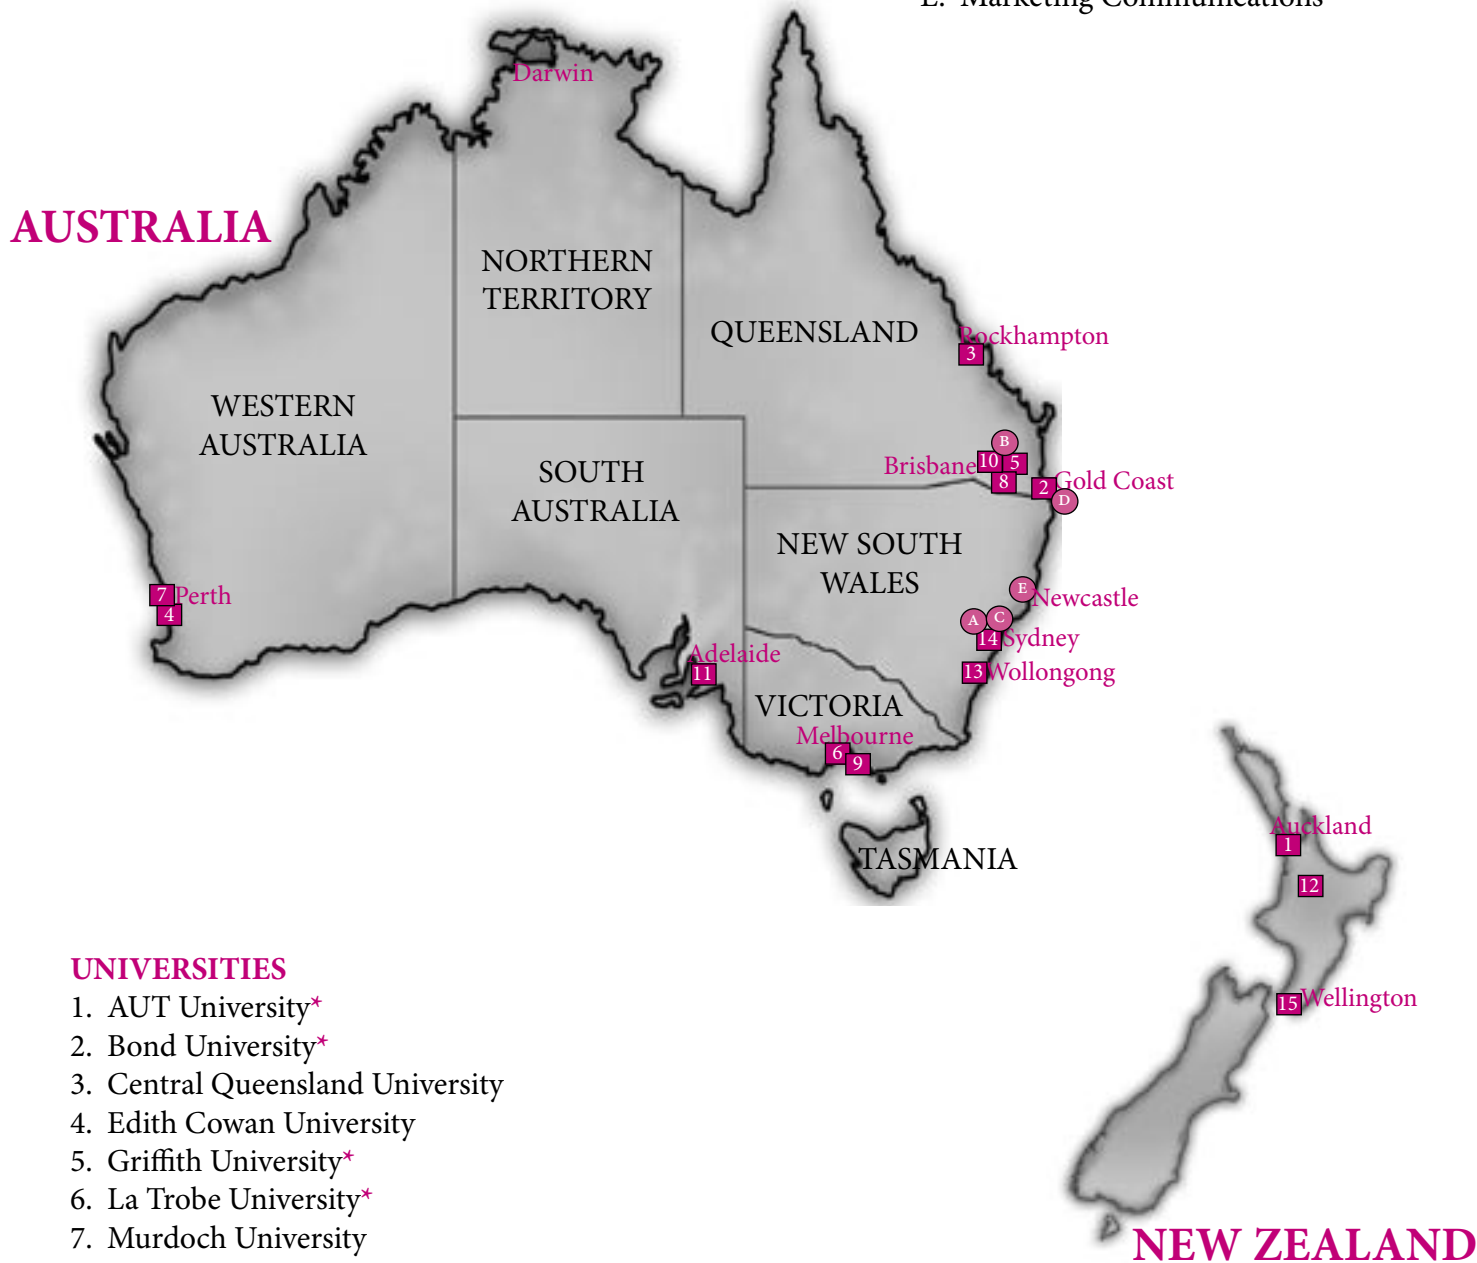 E. Marketing Communications
Darwin
AUSTRALIA
NORTHERN
TERRITORY
QUEENSLAND
Rockhampton
3
WESTERN
AUSTRALIA
B
Brisbane 10 5
8
2 Gold Coast
D
SOUTH
AUSTRALIA
NEW SOUTH
WALES
7 Perth
4
E Newcastle
A C
14 Sydney
Adelaide
11
13 Wollongong
VICTORIA
Melbourne
6
9
Auckland
1
TASMANIA
12
UNIVERSITIES
1. AUT University*
2. Bond University*
3. Central Queensland University
4. Edith Cowan University
5. Griffith University*
6. La Trobe University*
7. Murdoch University
15 Wellington
NEW ZEALAND